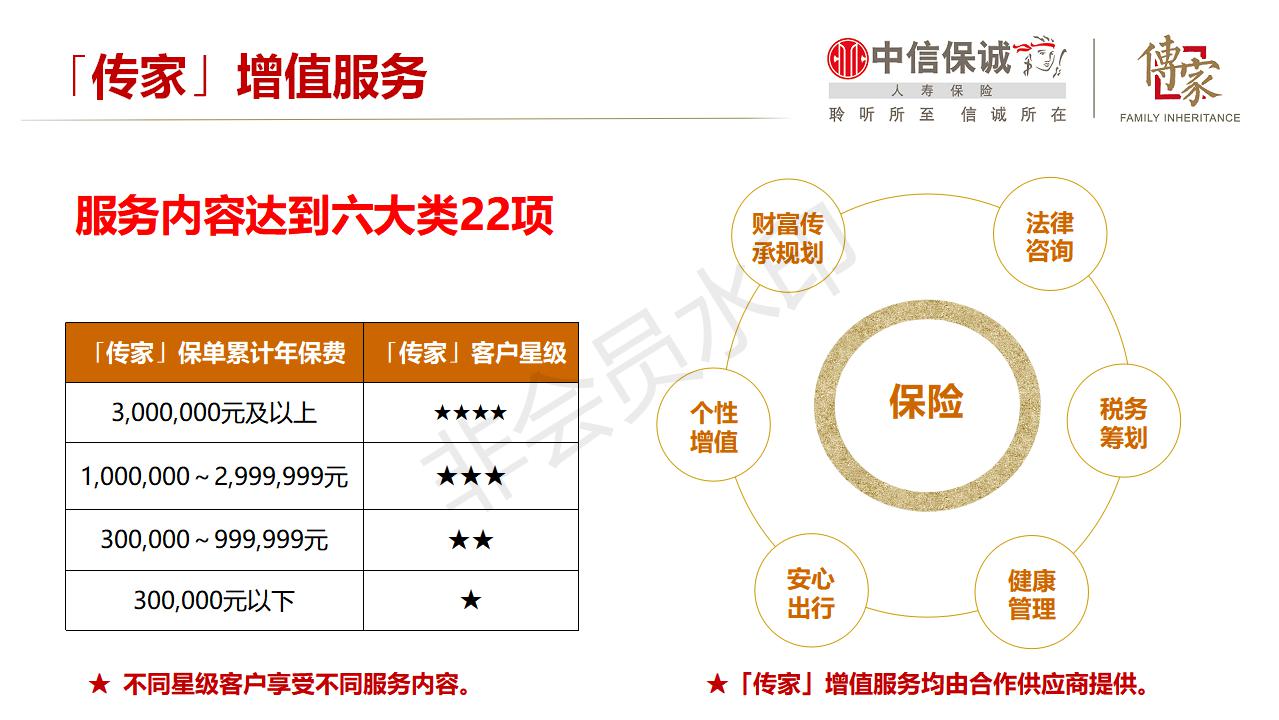 「传家」增值服务
中信保诚
人寿保险
聆听所至 信诚所在
傳家
FAMILY INHERITANCE
服务内容达到六大类22项
「传家」保单累计年保费 「传家」客户星级
3,000,000元及以上 ★★★★
1,000,000～2,999,999元 ★★★
300,000～999,999元 ★★
300,000元以下 ★
★ 不同星级客户享受不同服务内容。
财富传
承规划
法律
咨询
个性
增值
保险
税务
筹划
安心
出行
健康
管理
★「传家」增值服务均由合作供应商提供。
非会员水印